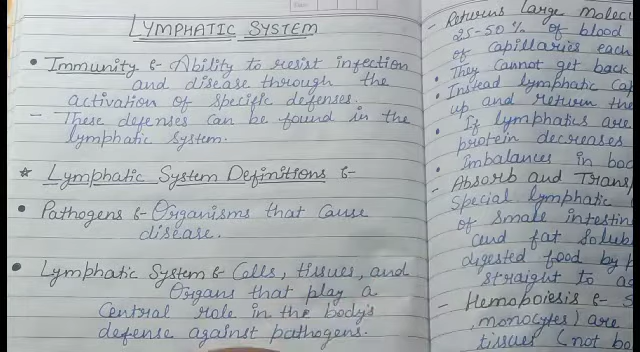 LYMPHATIC SYSTEM
• Immunity :- Ability to resist infection
and disease through the
activation of specific defenses.
- These defenses can be found in the
lymphatic system.
* Lymphatic System Definitions :-
• Pathogens :- Organisms that cause
disease.
• Lymphatic System :- Cells, tissues, and
Organs that play a
Central role in the body's
defense against pathogens.
- Returns large molec
25-50% of blood
of capillaries each
• They Cannot get back
• Instead lymphatic Cap
up and return the
• If lymphatics are
protein decreases
• Imbalances in bod
- Absorb and Trans
Special lymphatic
of small intestin
and fat Solub
digested food by p
straight to
- Hemopoiesis :- S
monocytes) are
tissues (not bo